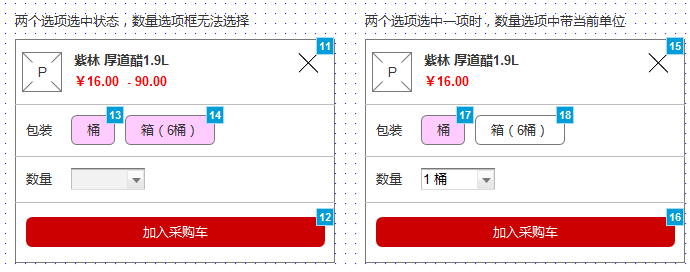 两个选项选中状态，数量选项框无法选择
11
P
紫林 厚道醋1.9L
￥16.00 - 90.00
13
14
包装
桶
箱（6桶）
数量
12
加入采购车
两个选项选中一项时，数量选项中带当前单位
15
P
紫林 厚道醋1.9L
￥16.00
17
18
包装
桶
箱（6桶）
数量
1 桶
16
加入采购车